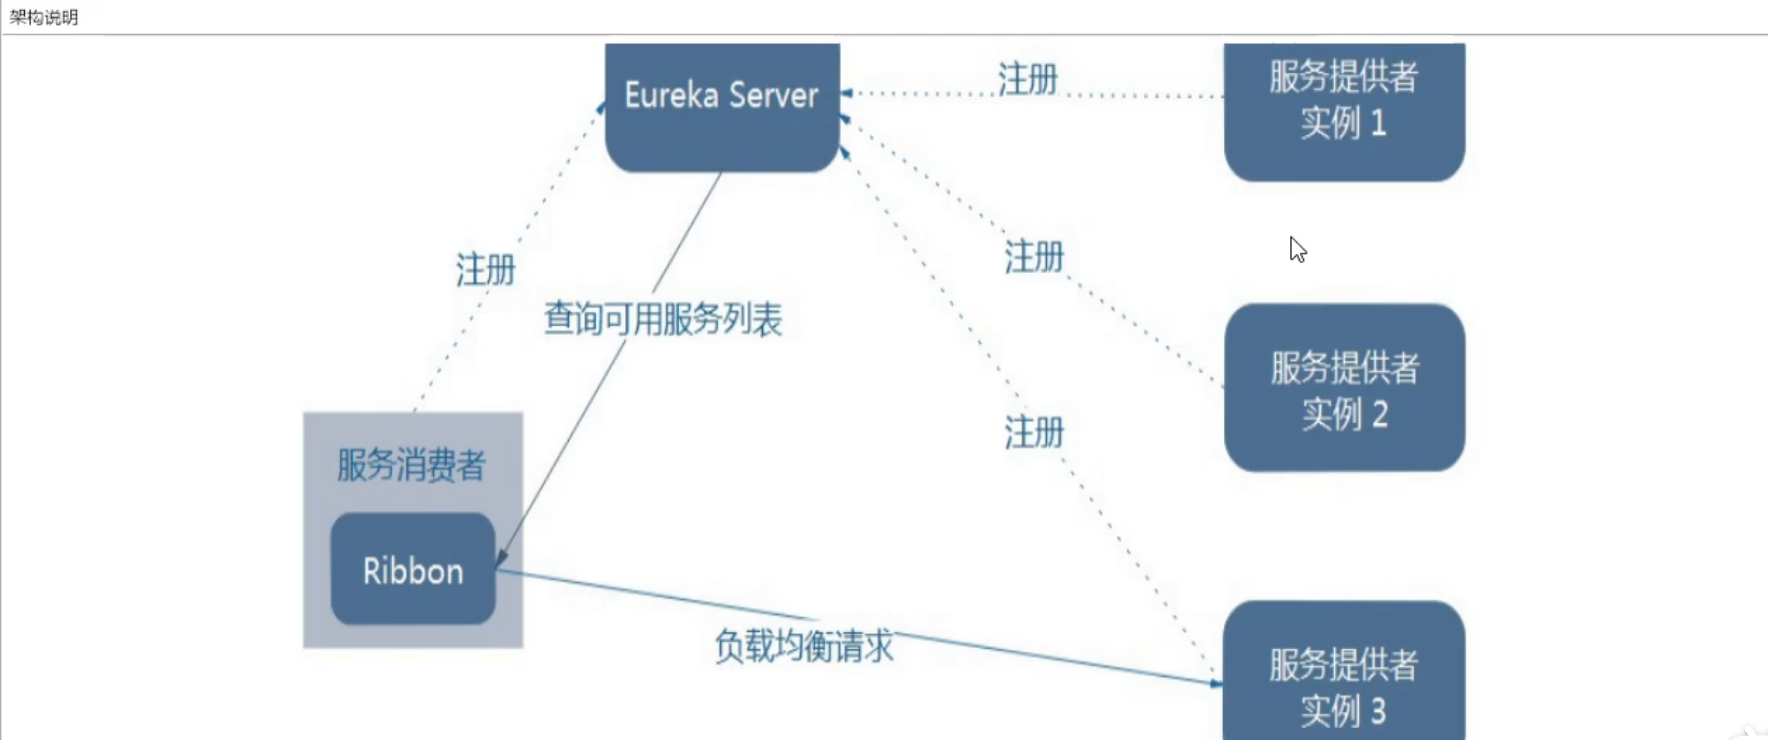 架构说明
Eureka Server
注册
服务提供者
实例 1
注册
注册
查询可用服务列表
服务提供者
实例 2
注册
服务消费者
Ribbon
负载均衡请求
服务提供者
实例 3